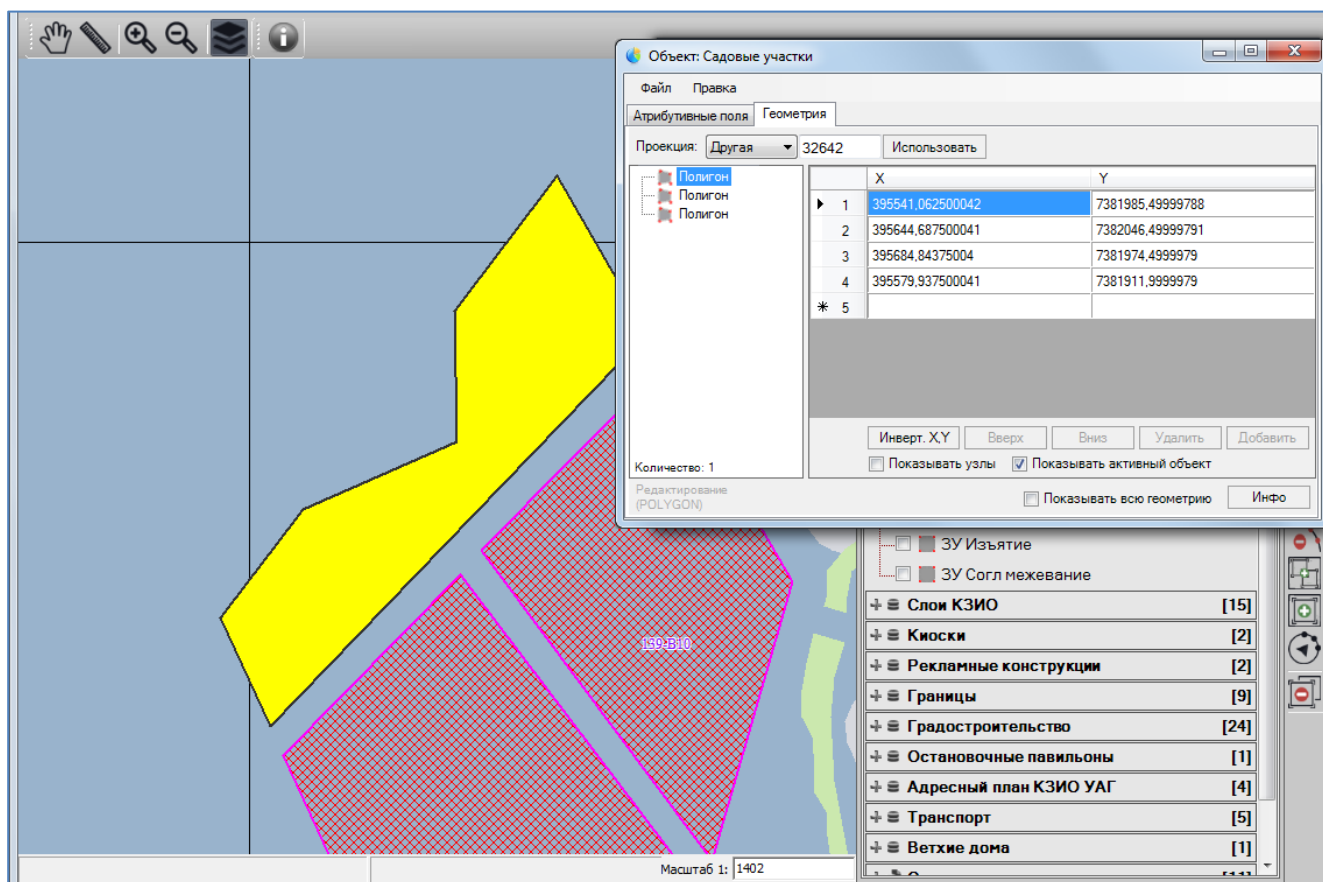 Объект: Садовые участки
Файл Правка
Атрибутивные поля Геометрия
Проекция: Другая 32642 Использовать
Полигон
Полигон
Полигон
X Y
1 395541,062500042 7381985,49999788
2 395644,687500041 7382046,49999791
3 395684,84375004 7381974,4999979
4 395579,937500041 7381911,9999979
* 5
Инверт. X,Y Вверх Вниз Удалить Добавить
Показывать узлы Показывать активный объект
Количество: 1
Редактирование
(POLYGON)
Показывать всю геометрию Инфо
ЗУ Изъятие
ЗУ Согл межевание
Слои КЗИО [15]
Киоски [2]
Рекламные конструкции [2]
Границы [9]
Градостроительство [24]
Остановочные павильоны [1]
Адресный план КЗИО УАГ [4]
Транспорт [5]
Ветхие дома [1]
139-B10
Масштаб 1: 1402